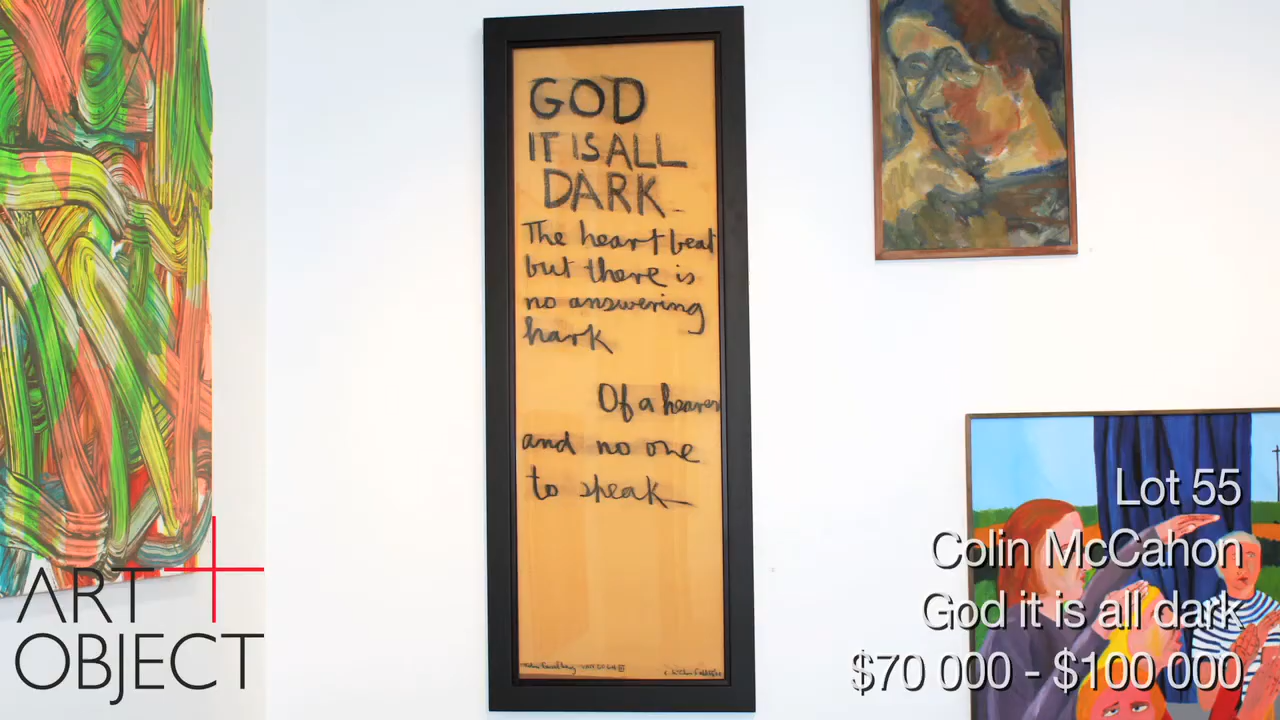 GOD
IT IS ALL
DARK
The heart beat
but there is
no answering
hark
Of a hearer
and no one
to speak
Lot 55
Colin McCahon
God it is all dark
$70 000 - $100 000
ART+
OBJECT